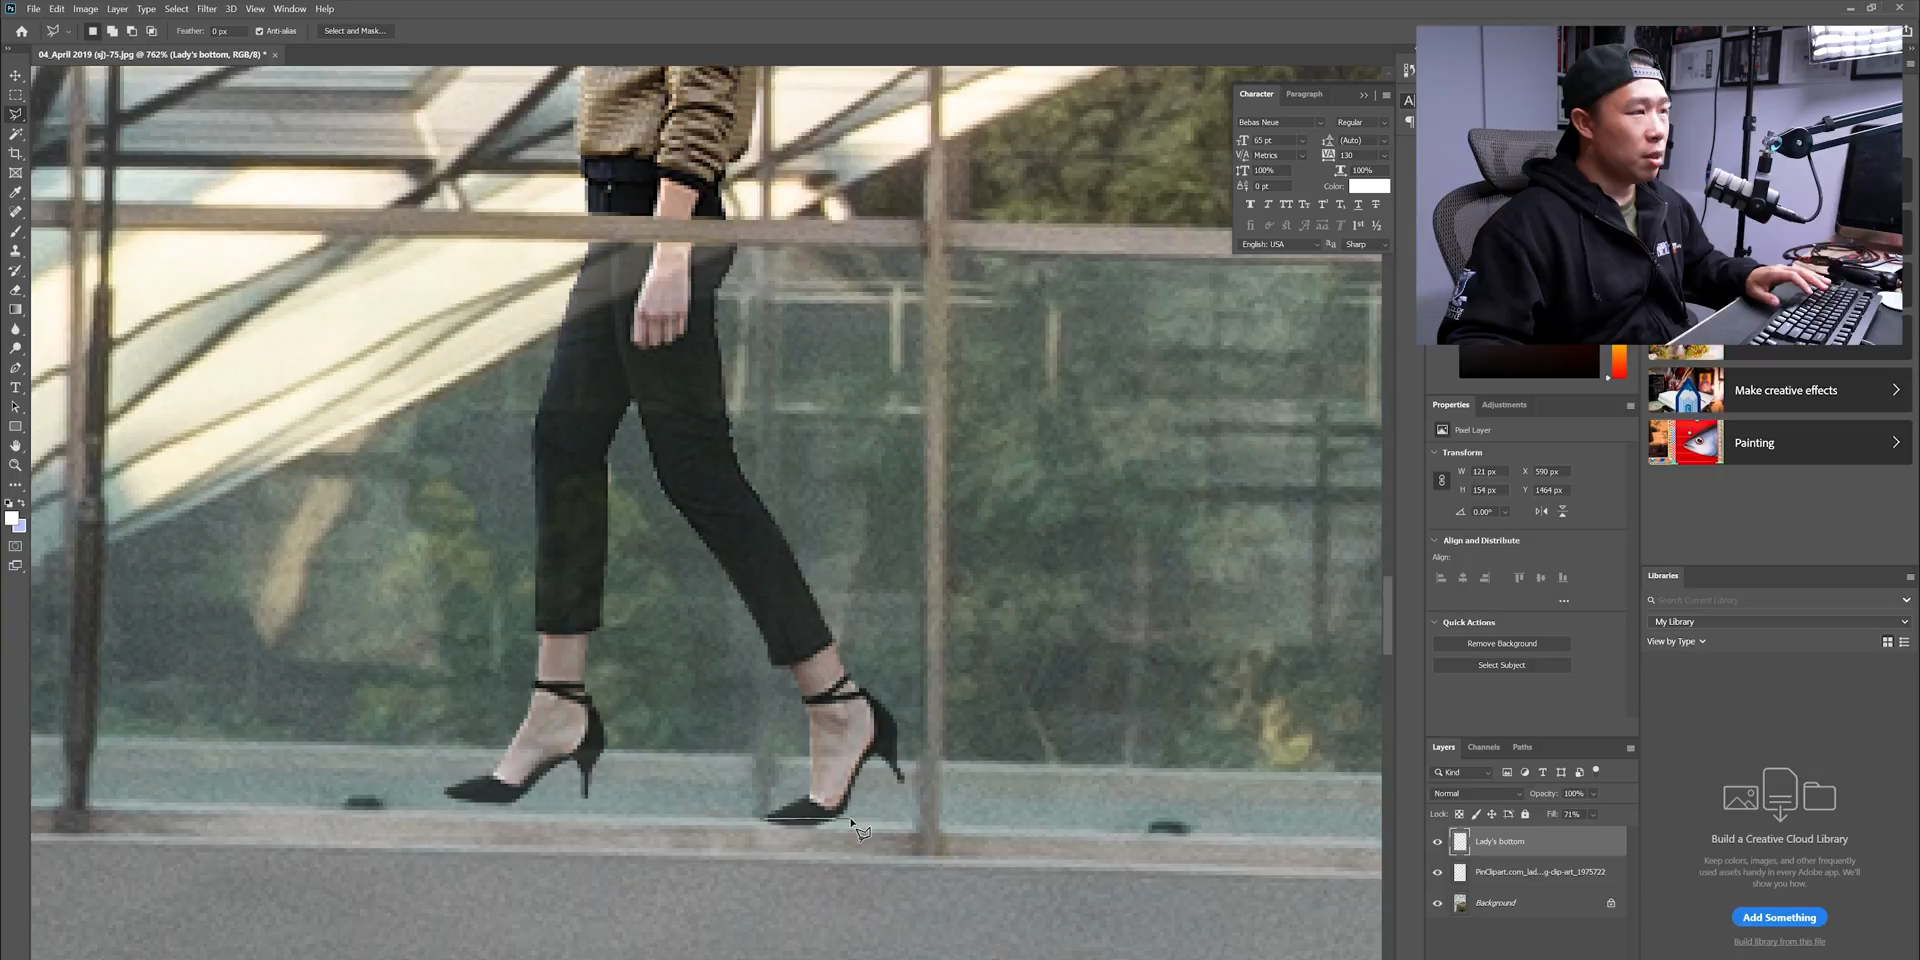 Ps File Edit Image Layer Type Select Filter 3D View Window Help
Feather: 0 px Anti-alias Select and Mask...
04_April 2019 (sj)-75.jpg @ 762% (Lady's bottom, RGB/8) * ×
Character Paragraph
Bebas Neue Regular
65 pt (Auto)
Metrics 130
100% 100%
0 pt Color:
English: USA aa Sharp
Make creative effects
Painting
Properties Adjustments
Pixel Layer
Transform
W 121 px X 590 px
H 154 px Y 1464 px
0.00°
Align and Distribute
Align:
Quick Actions
Remove Background
Select Subject
Libraries
Search Current Library
My Library
View by Type
Layers Channels Paths
Kind
Normal Opacity: 100%
Lock: Fill: 71%
Lady's bottom
PinClipart.com_lad...g-clip-art_1975722
Background
Build a Creative Cloud Library
Keep colors, images, and other frequently
used assets handy in every Adobe app. We'll
show you how.
Add Something
Build library from this file